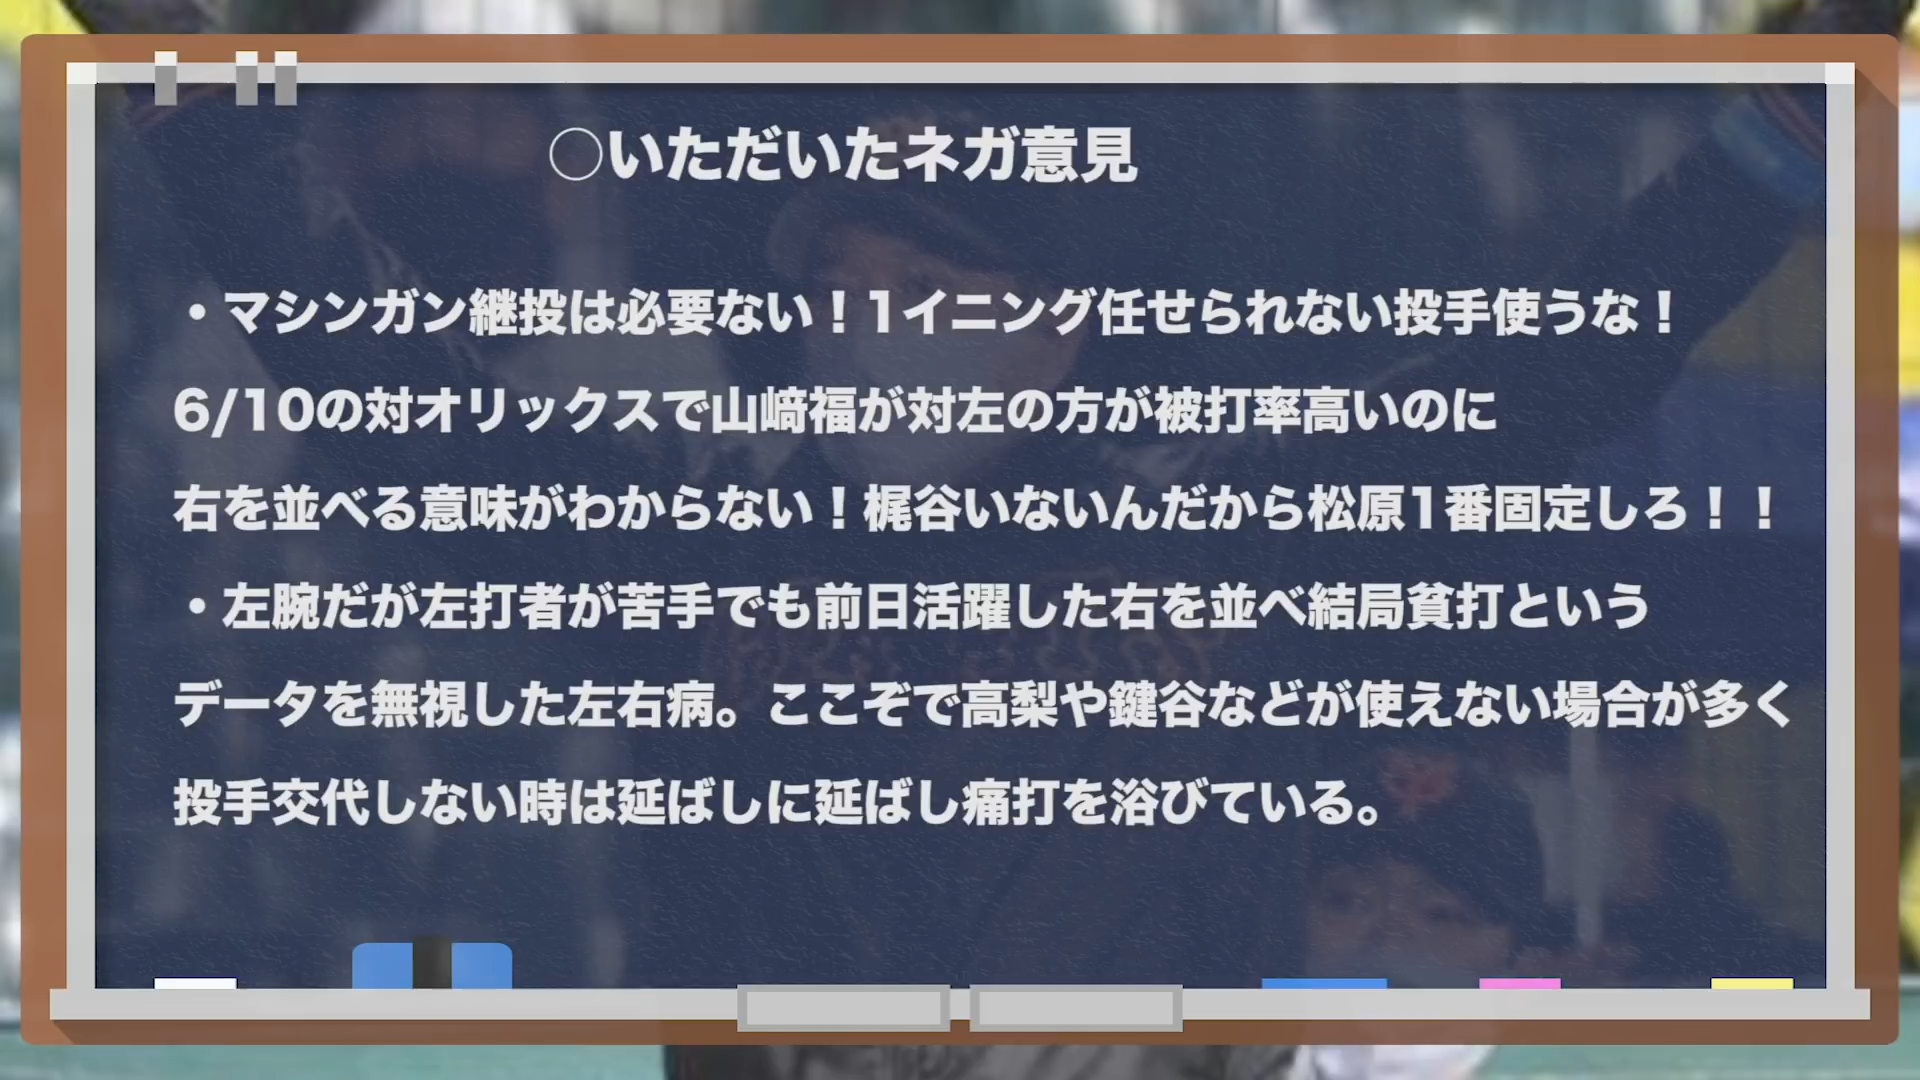 ○いただいたネガ意見
・マシンガン継投は必要ない！1イニング任せられない投手使うな！
6/10の対オリックスで山﨑福が対左の方が被打率高いのに
右を並べる意味がわからない！梶谷いないんだから松原1番固定しろ！！
・左腕だが左打者が苦手でも前日活躍した右を並べ結局貧打という
データを無視した左右病。ここぞで高梨や鍵谷などが使えない場合が多く
投手交代しない時は延ばしに延ばし痛打を浴びている。